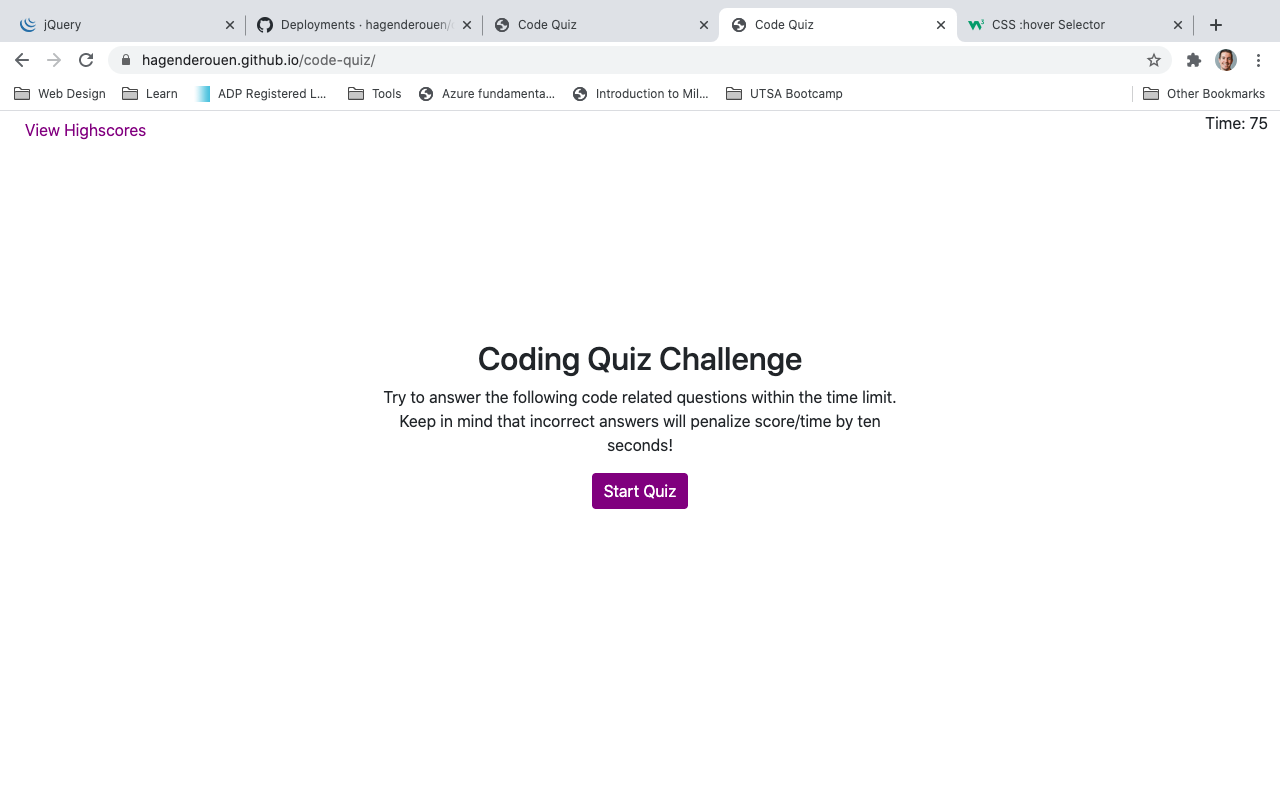 jQuery
Deployments · hagenderouen/
Code Quiz
Code Quiz
CSS :hover Selector
hagenderouen.github.io/code-quiz/
Web Design
Learn
ADP Registered L...
Tools
Azure fundamenta...
Introduction to Mil...
UTSA Bootcamp
Other Bookmarks
View Highscores
Time: 75
Coding Quiz Challenge
Try to answer the following code related questions within the time limit.
Keep in mind that incorrect answers will penalize score/time by ten
seconds!
Start Quiz